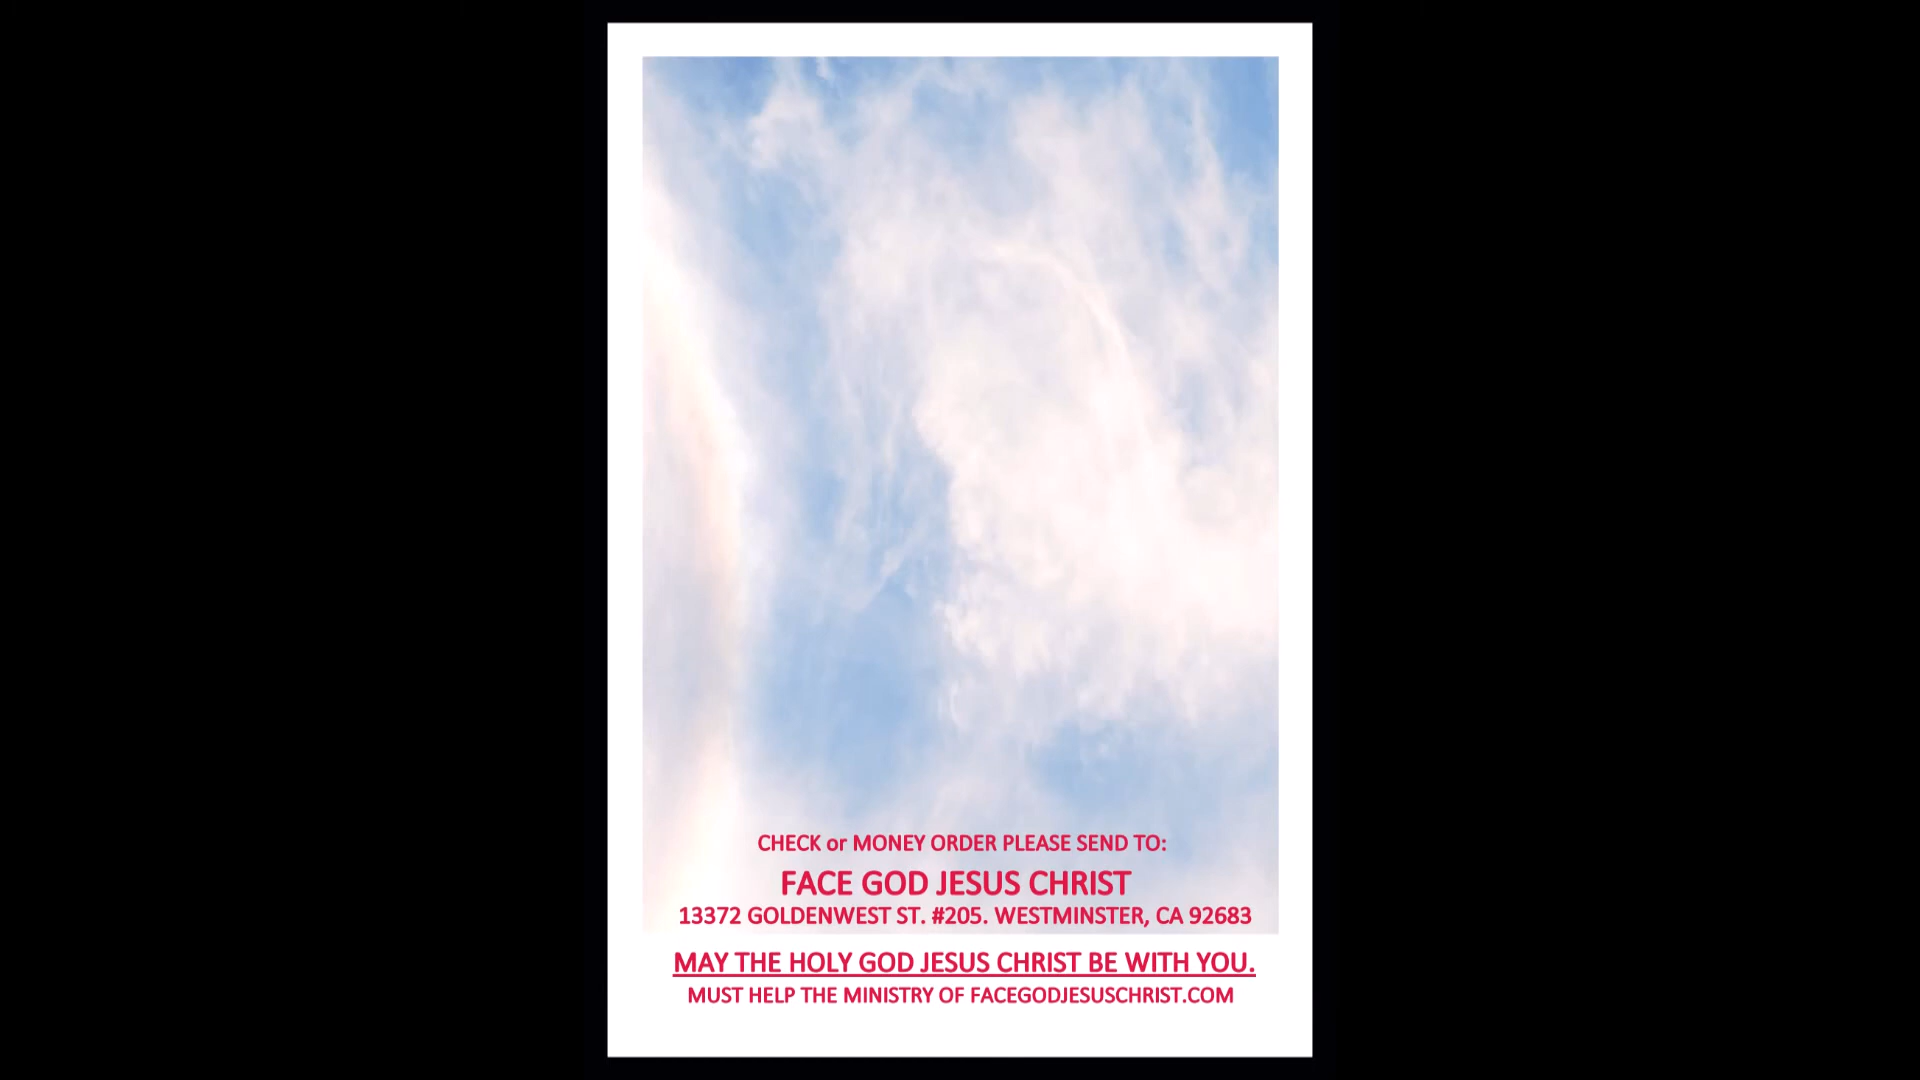 CHECK or MONEY ORDER PLEASE SEND TO:
FACE GOD JESUS CHRIST
13372 GOLDENWEST ST. #205. WESTMINSTER, CA 92683
MAY THE HOLY GOD JESUS CHRIST BE WITH YOU.
MUST HELP THE MINISTRY OF FACEGODJESUSCHRIST.COM